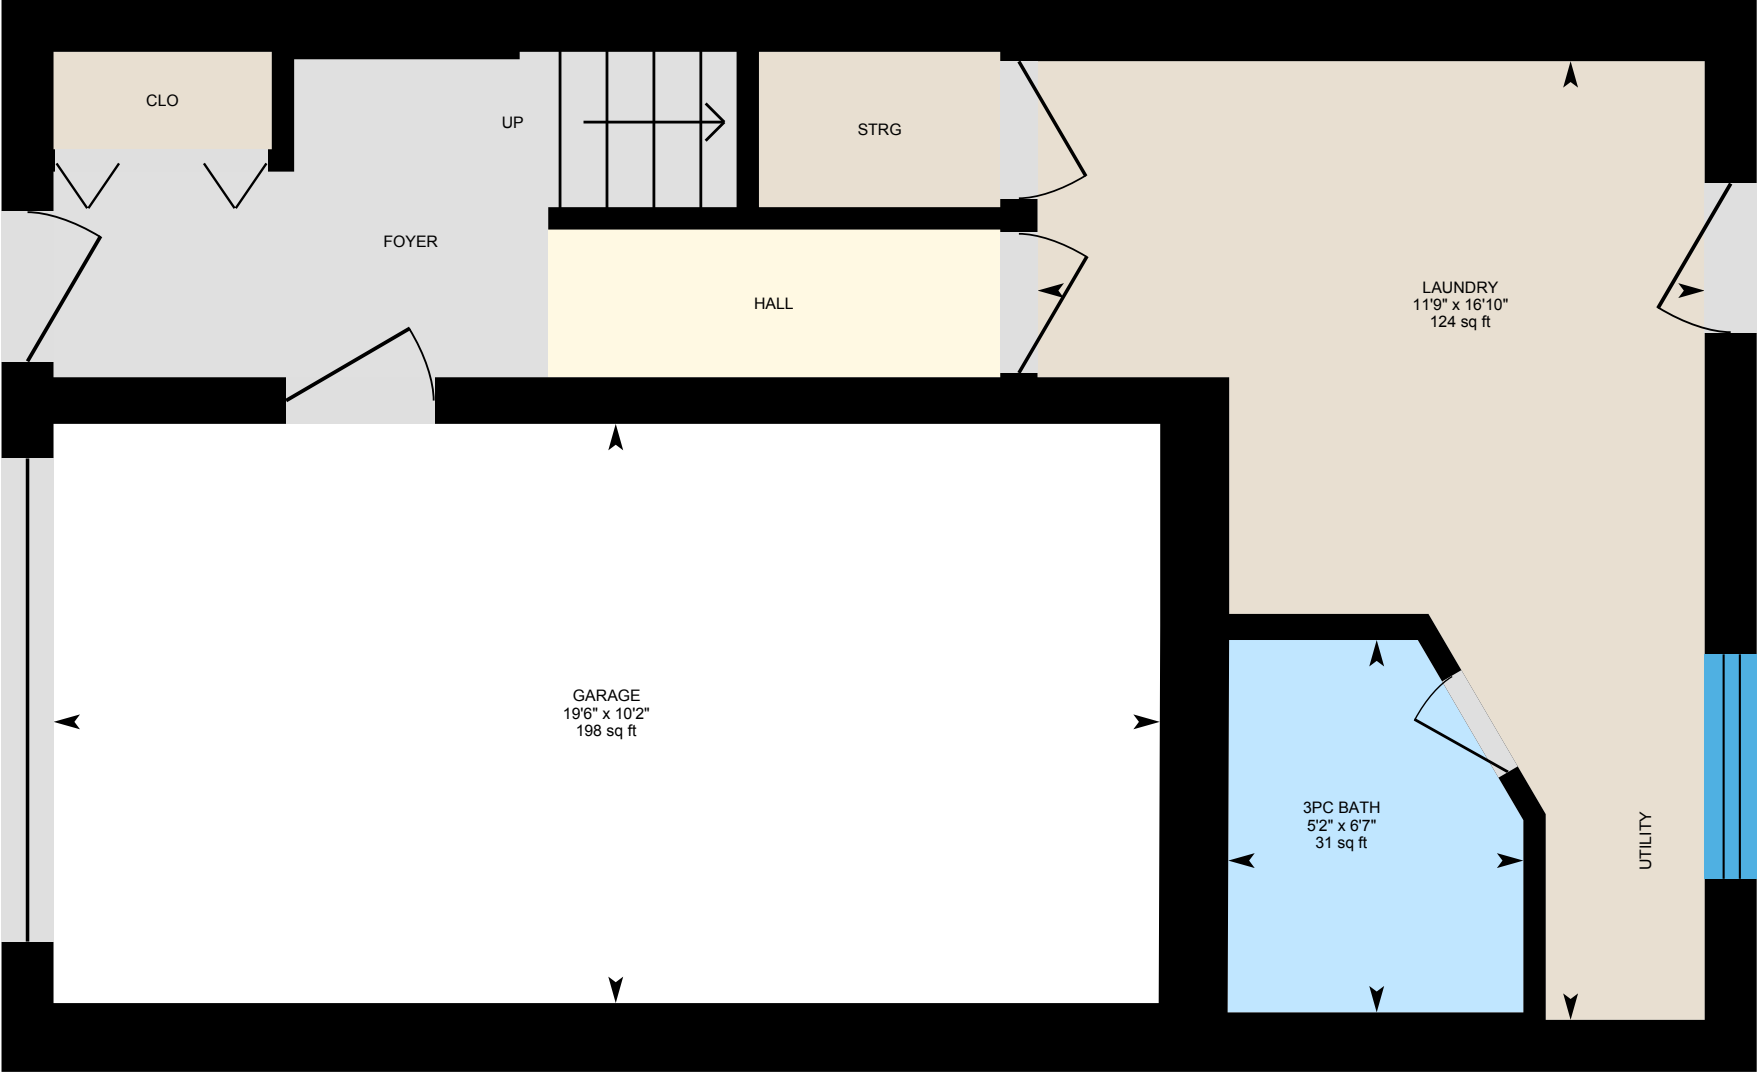 CLO
UP
STRG
FOYER
HALL
LAUNDRY
11'9" x 16'10"
124 sq ft
GARAGE
19'6" x 10'2"
198 sq ft
3PC BATH
5'2" x 6'7"
31 sq ft
UTILITY